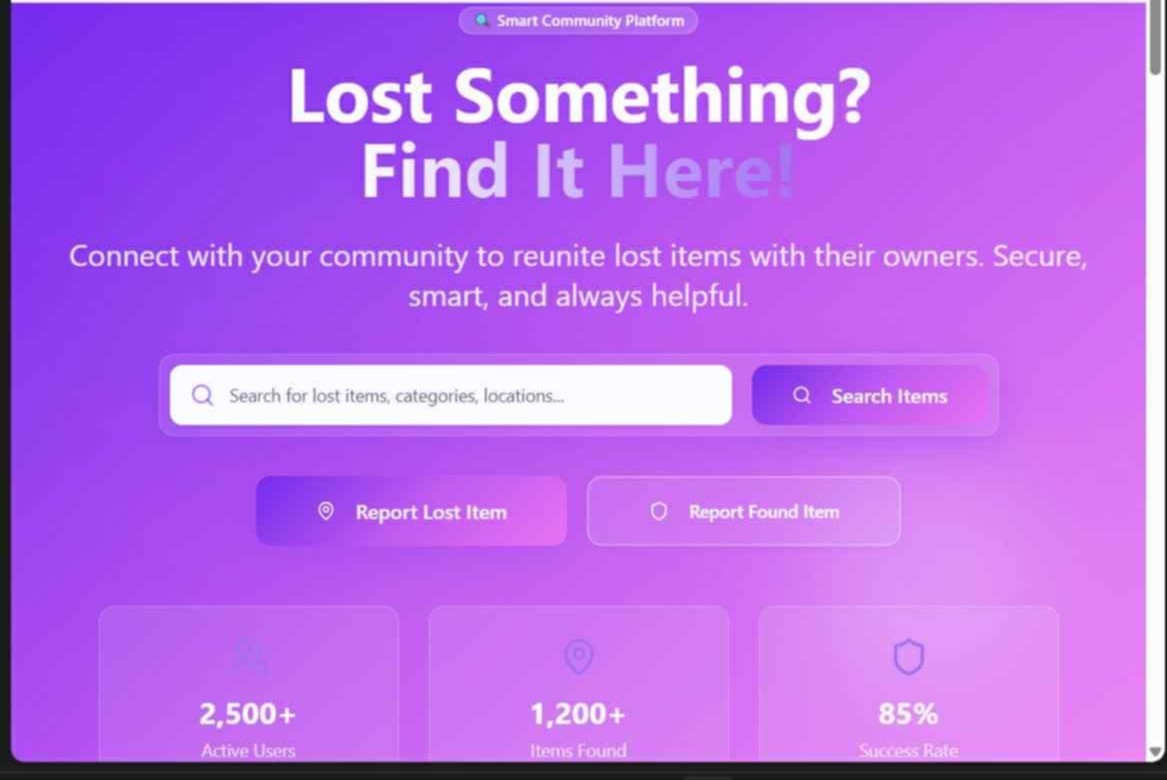 Smart Community Platform
Lost Something?
Find It Here!
Connect with your community to reunite lost items with their owners. Secure,
smart, and always helpful.
Search for lost items, categories, locations...
Search Items
Report Lost Item
Report Found Item
2,500+
1,200+
85%
Active Users
Items Found
Success Rate